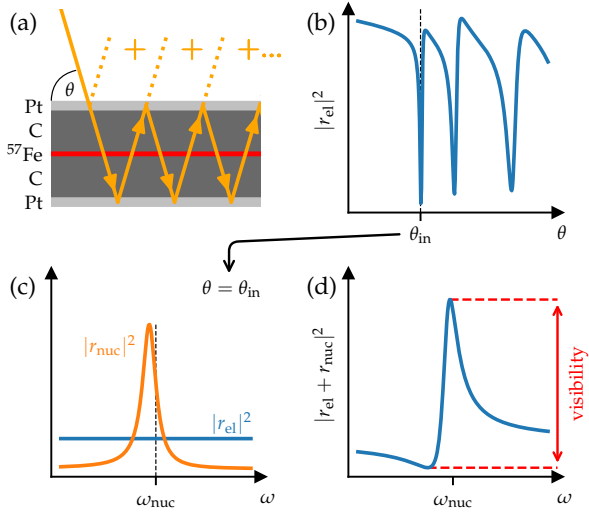 (a)
+ + +...
θ
Pt
C
⁵⁷Fe
C
Pt
(b)
|r_el|²
θ_in
θ
(c)
θ = θ_in
|r_nuc|²
|r_el|²
ω_nuc
ω
(d)
|r_el + r_nuc|²
visibility
ω_nuc
ω